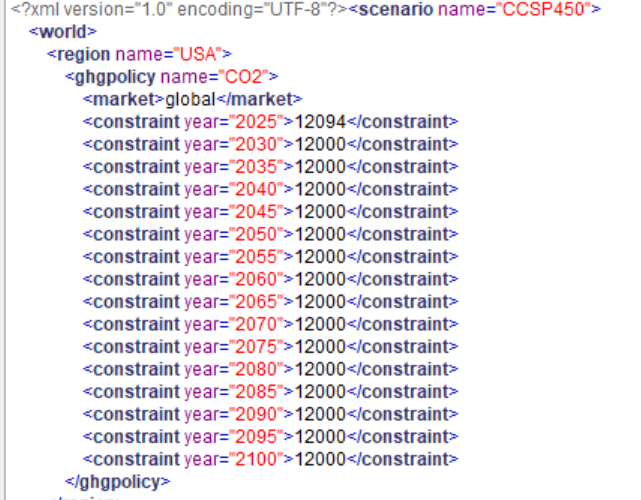 <?xml version="1.0" encoding="UTF-8"?><scenario name="CCSP450">
<world>
<region name="USA">
<ghgpolicy name="CO2">
<market>global</market>
<constraint year="2025">12094</constraint>
<constraint year="2030">12000</constraint>
<constraint year="2035">12000</constraint>
<constraint year="2040">12000</constraint>
<constraint year="2045">12000</constraint>
<constraint year="2050">12000</constraint>
<constraint year="2055">12000</constraint>
<constraint year="2060">12000</constraint>
<constraint year="2065">12000</constraint>
<constraint year="2070">12000</constraint>
<constraint year="2075">12000</constraint>
<constraint year="2080">12000</constraint>
<constraint year="2085">12000</constraint>
<constraint year="2090">12000</constraint>
<constraint year="2095">12000</constraint>
<constraint year="2100">12000</constraint>
</ghgpolicy>